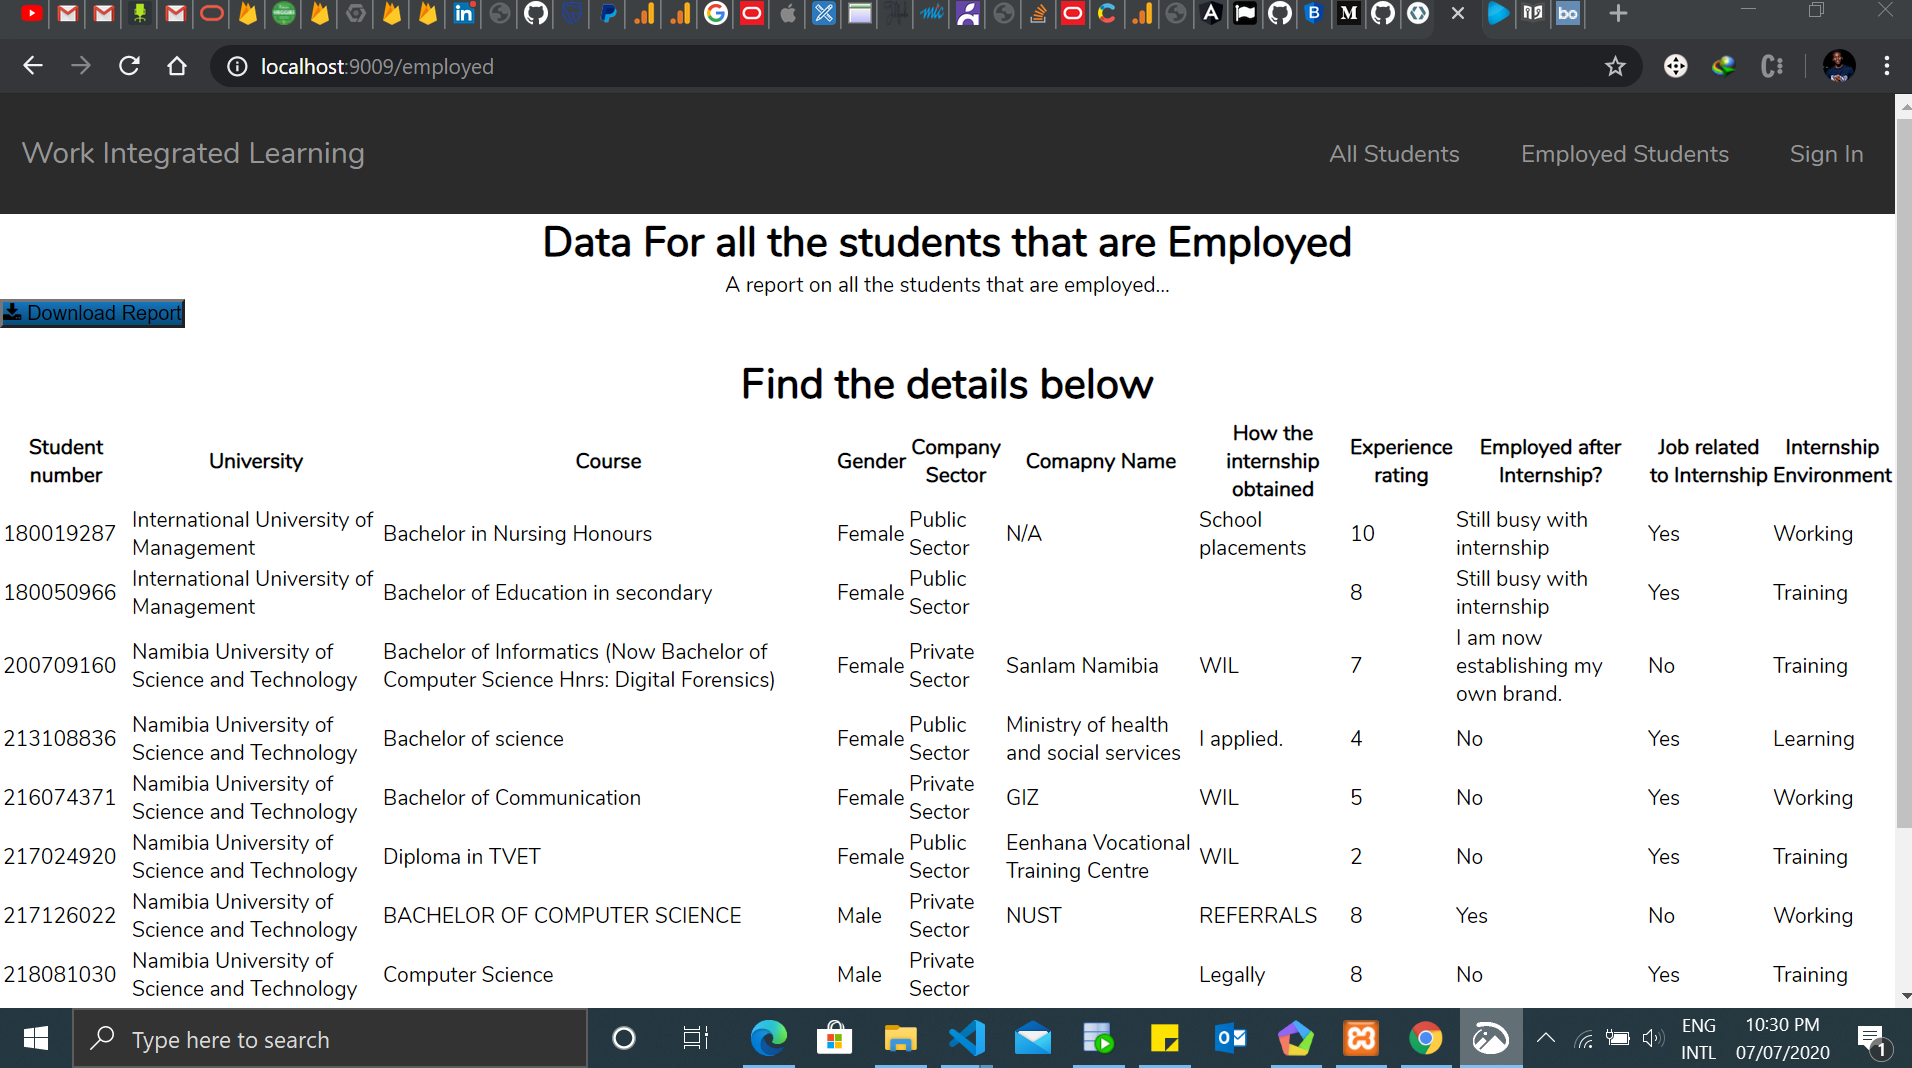 localhost:9009/employed
Work Integrated Learning
All Students
Employed Students
Sign In
Data For all the students that are Employed
A report on all the students that are employed...
Download Report
Find the details below
Student number University Course Gender Company Sector Comapny Name How the internship obtained Experience rating Employed after Internship? Job related to Internship Internship Environment
180019287 International University of Management Bachelor in Nursing Honours Female Public Sector N/A School placements 10 Still busy with internship Yes Working
180050966 International University of Management Bachelor of Education in secondary Female Public Sector 8 Still busy with internship Yes Training
200709160 Namibia University of Science and Technology Bachelor of Informatics (Now Bachelor of Computer Science Hnrs: Digital Forensics) Female Private Sector Sanlam Namibia WIL 7 I am now establishing my own brand. No Training
213108836 Namibia University of Science and Technology Bachelor of science Female Public Sector Ministry of health and social services I applied. 4 No Yes Learning
216074371 Namibia University of Science and Technology Bachelor of Communication Female Private Sector GIZ WIL 5 No Yes Working
217024920 Namibia University of Science and Technology Diploma in TVET Female Public Sector Eenhana Vocational Training Centre WIL 2 No Yes Training
217126022 Namibia University of Science and Technology BACHELOR OF COMPUTER SCIENCE Male Private Sector NUST REFERRALS 8 Yes No Working
218081030 Namibia University of Science and Technology Computer Science Male Private Sector Legally 8 No Yes Training
Type here to search
ENG
INTL
10:30 PM
07/07/2020
1